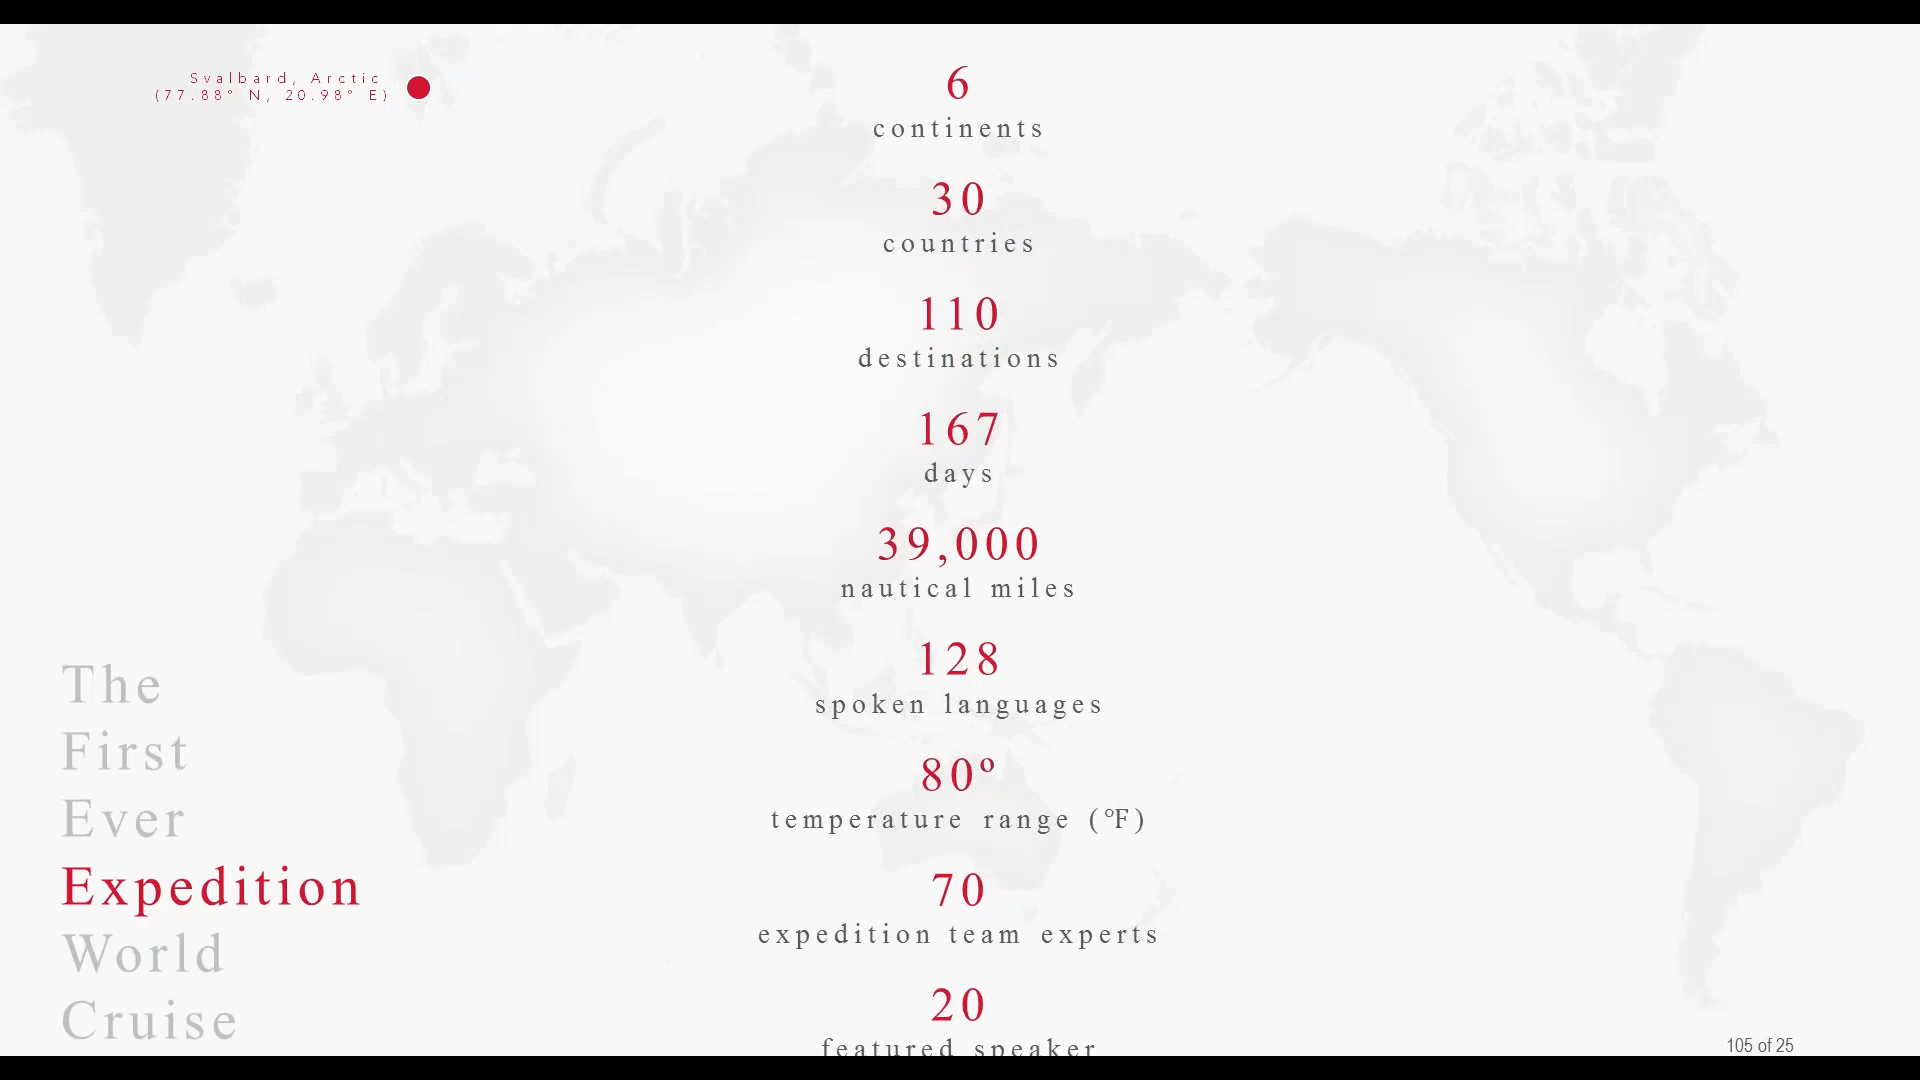 Svalbard, Arctic
(77.88° N, 20.98° E)
6
continents
30
countries
110
destinations
167
days
39,000
nautical miles
128
spoken languages
80º
temperature range (°F)
70
expedition team experts
20
featured speaker
The
First
Ever
Expedition
World
Cruise
105 of 25